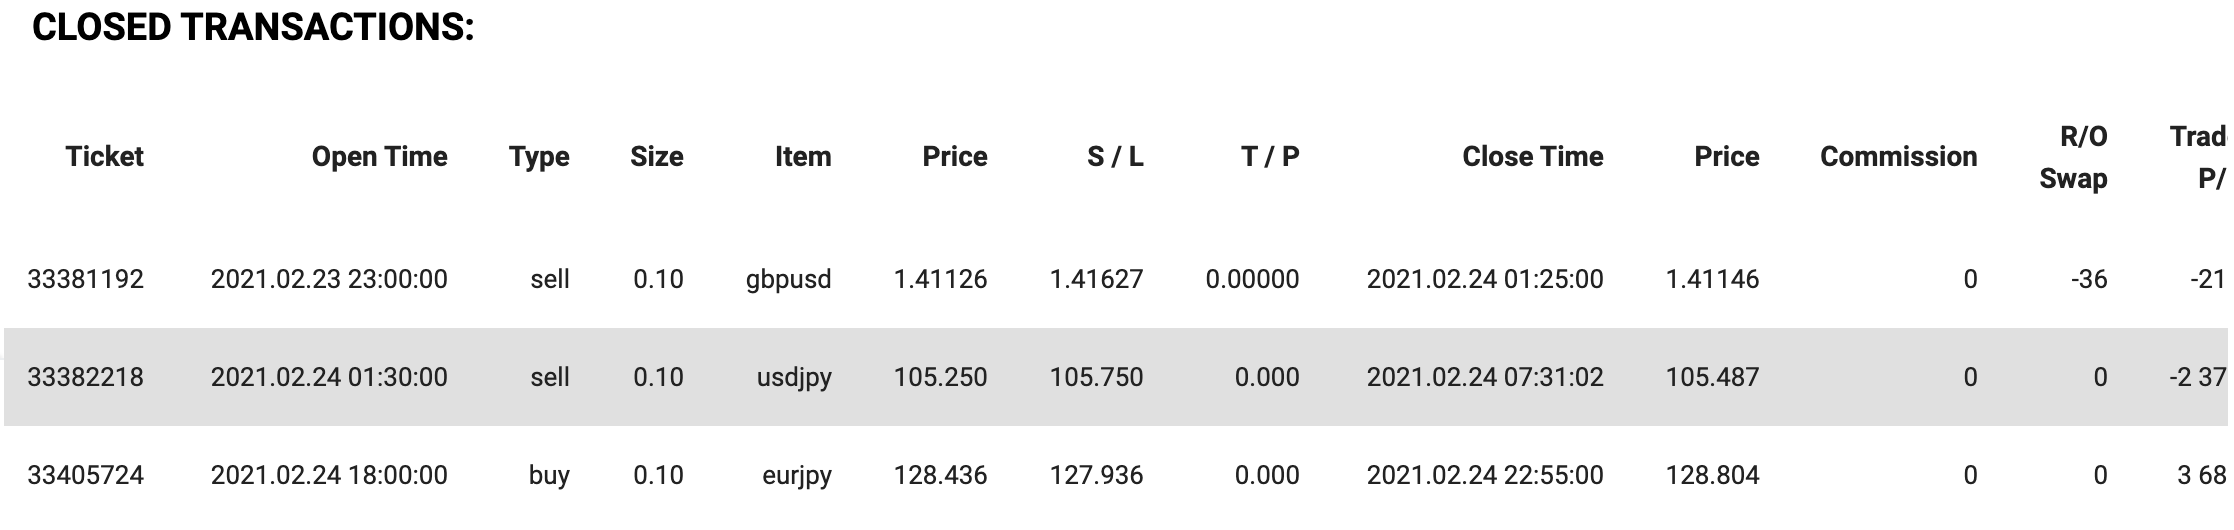 CLOSED TRANSACTIONS:
Ticket Open Time Type Size Item Price S / L T / P Close Time Price Commission R/O Swap Trad P/
33381192 2021.02.23 23:00:00 sell 0.10 gbpusd 1.41126 1.41627 0.00000 2021.02.24 01:25:00 1.41146 0 -36 -21
33382218 2021.02.24 01:30:00 sell 0.10 usdjpy 105.250 105.750 0.000 2021.02.24 07:31:02 105.487 0 0 -2 37
33405724 2021.02.24 18:00:00 buy 0.10 eurjpy 128.436 127.936 0.000 2021.02.24 22:55:00 128.804 0 0 3 68